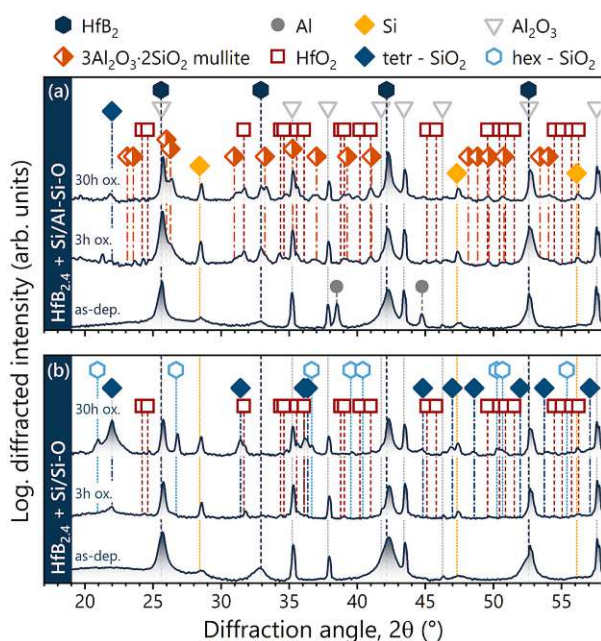 HfB₂ Al Si Al₂O₃
3Al₂O₃·2SiO₂ mullite HfO₂ tetr - SiO₂ hex - SiO₂
Log. diffracted intensity (arb. units)
HfB₂.₄ + Si/Al-Si-O
(a)
30h ox.
3h ox.
as-dep.
HfB₂.₄ + Si/Si-O
(b)
30h ox.
3h ox.
as-dep.
20 25 30 35 40 45 50 55
Diffraction angle, 2θ (°)